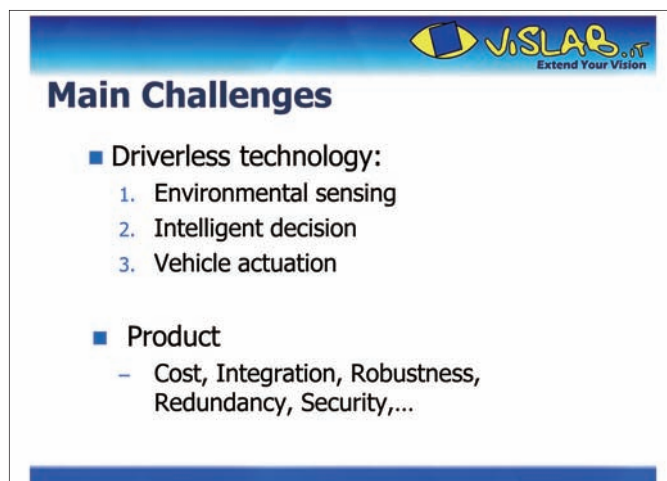 ViSLAB.it
Extend Your Vision
Main Challenges
■ Driverless technology:
1. Environmental sensing
2. Intelligent decision
3. Vehicle actuation
■ Product
– Cost, Integration, Robustness,
Redundancy, Security,...